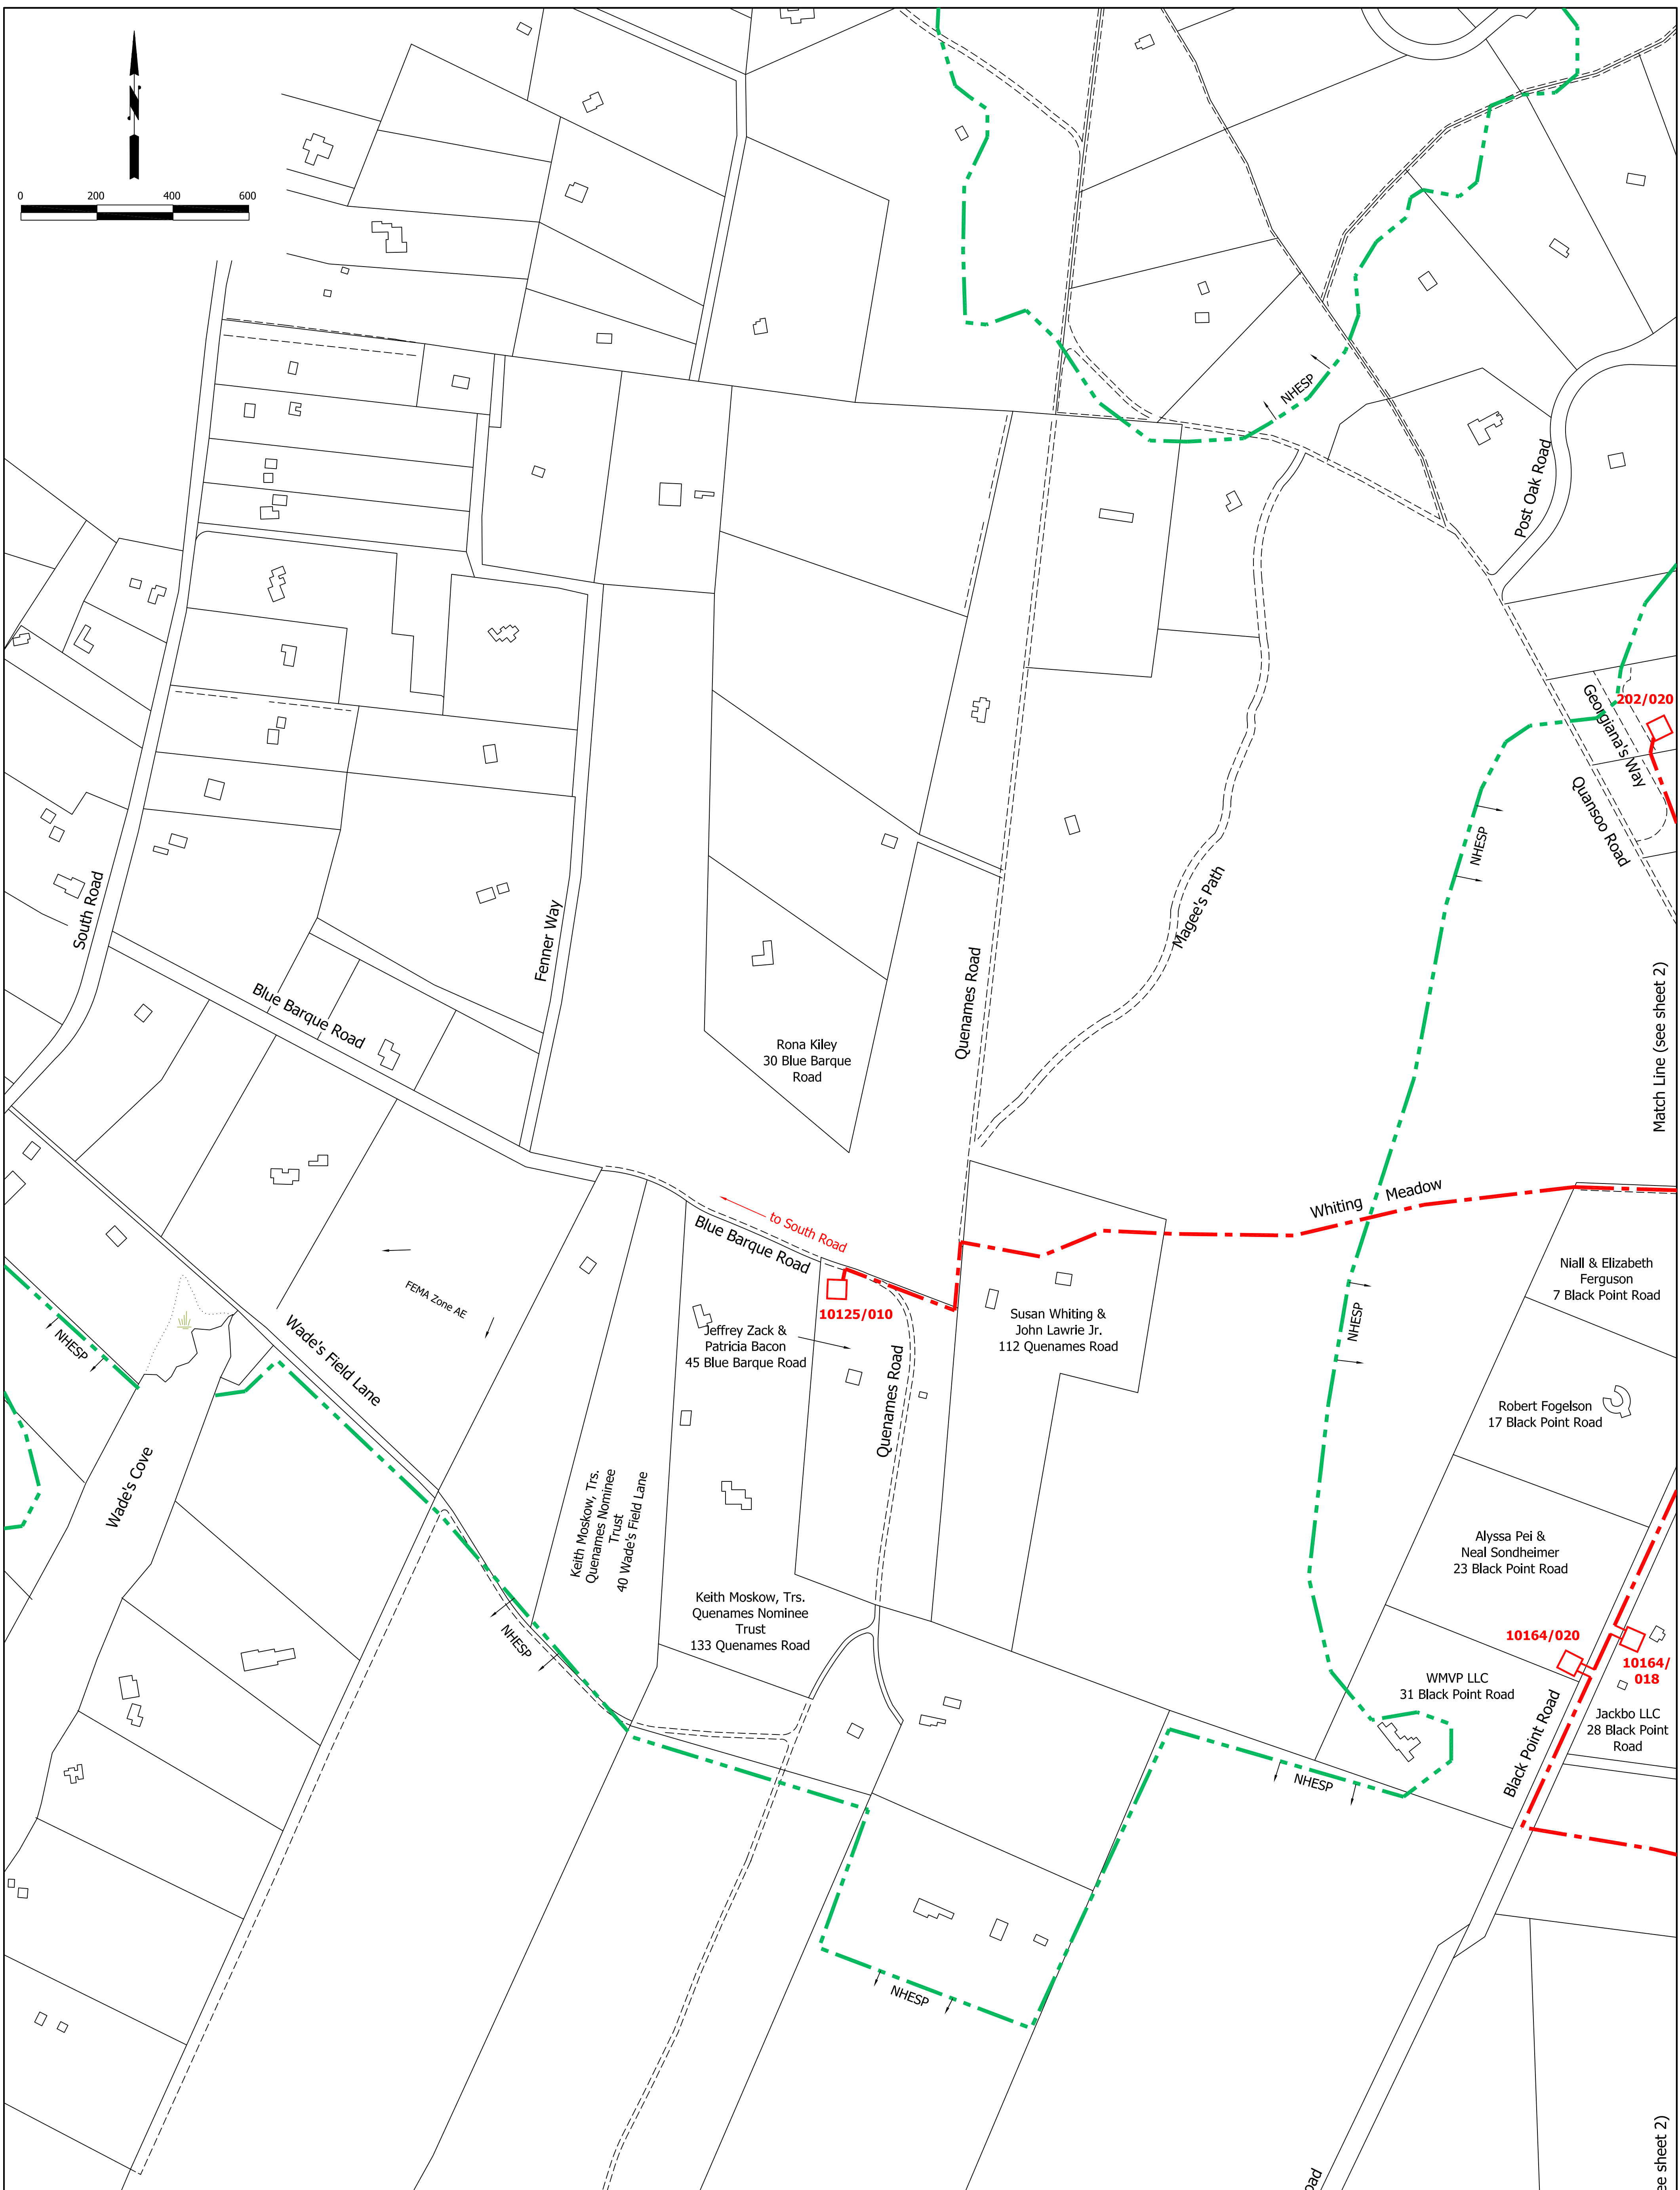 N
0 200 400 600
NHESP
Post Oak Road
202/020
Georgiana's Way
Quansoo Road
NHESP
South Road
Fenner Way
Magee's Path
Quenames Road
Blue Barque Road
Match Line (see sheet 2)
Rona Kiley
30 Blue Barque
Road
Whiting Meadow
to South Road
Blue Barque Road
Niall & Elizabeth
Ferguson
7 Black Point Road
FEMA Zone AE
10125/010
NHESP
Susan Whiting &
John Lawrie Jr.
112 Quenames Road
NHESP
Wade's Field Lane
Jeffrey Zack &
Patricia Bacon
45 Blue Barque Road
Quenames Road
Robert Fogelson
17 Black Point Road
Wade's Cove
Keith Moskow, Trs.
Quenames Nominee
Trust
40 Wade's Field Lane
Alyssa Pei &
Neal Sondheimer
23 Black Point Road
NHESP
Keith Moskow, Trs.
Quenames Nominee
Trust
133 Quenames Road
10164/020
10164/
018
WMVP LLC
31 Black Point Road
Black Point Road
Jackbo LLC
28 Black Point
Road
NHESP
NHESP
oad
ee sheet 2)